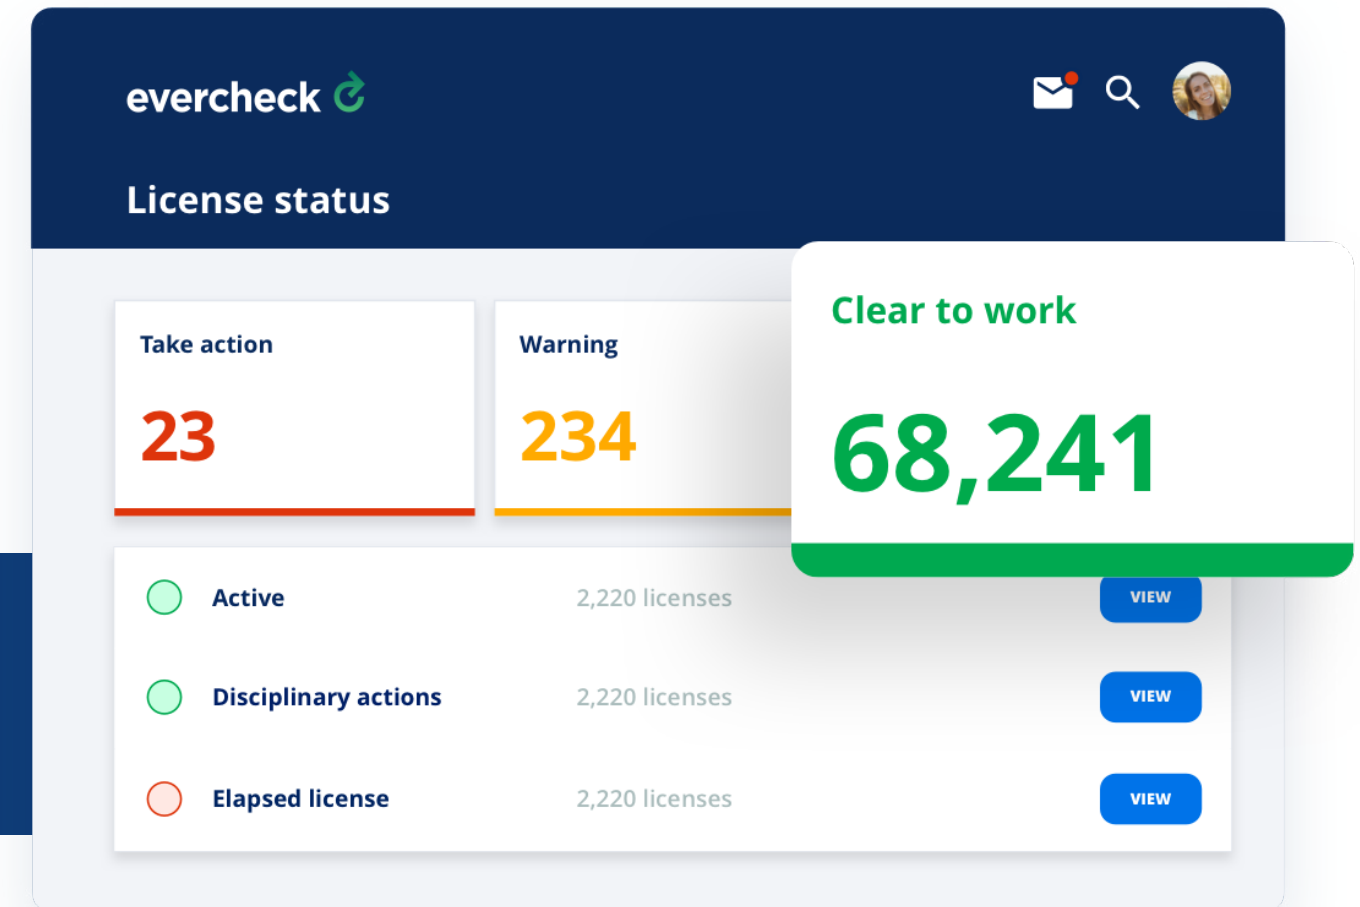 evercheck
License status
Take action
23
Warning
234
Clear to work
68,241
Active 2,220 licenses VIEW
Disciplinary actions 2,220 licenses VIEW
Elapsed license 2,220 licenses VIEW